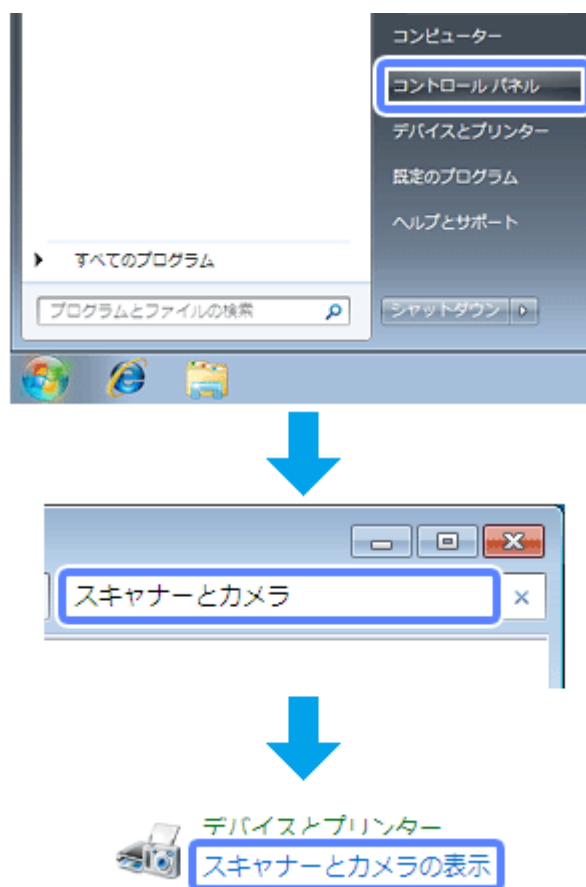 コンピューター
コントロール パネル
デバイスとプリンター
既定のプログラム
ヘルプとサポート
すべてのプログラム
プログラムとファイルの検索
シャットダウン
スキャナーとカメラ
デバイスとプリンター
スキャナーとカメラの表示